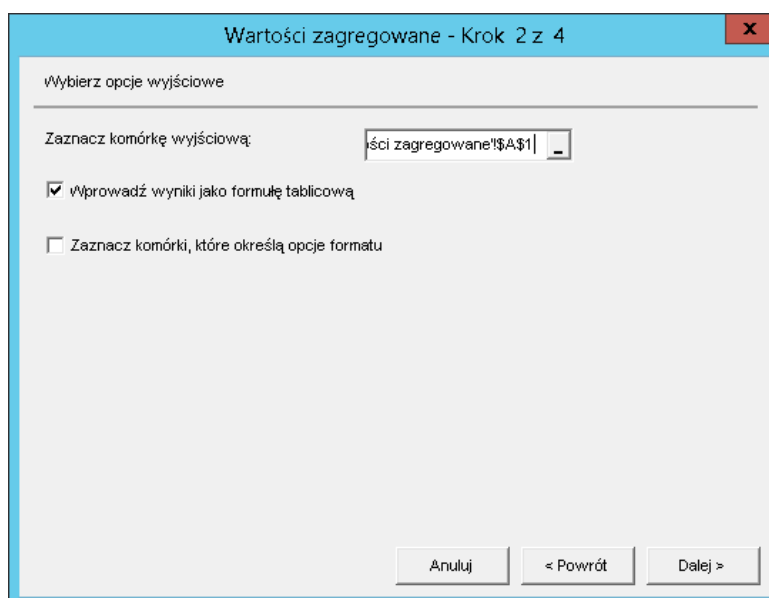 Wartości zagregowane - Krok 2 z 4
x
Wybierz opcje wyjściowe
Zaznacz komórkę wyjściową:
ści zagregowane'!$A$1
_
Wprowadź wyniki jako formułę tablicową
Zaznacz komórki, które określą opcje formatu
Anuluj
< Powrót
Dalej >